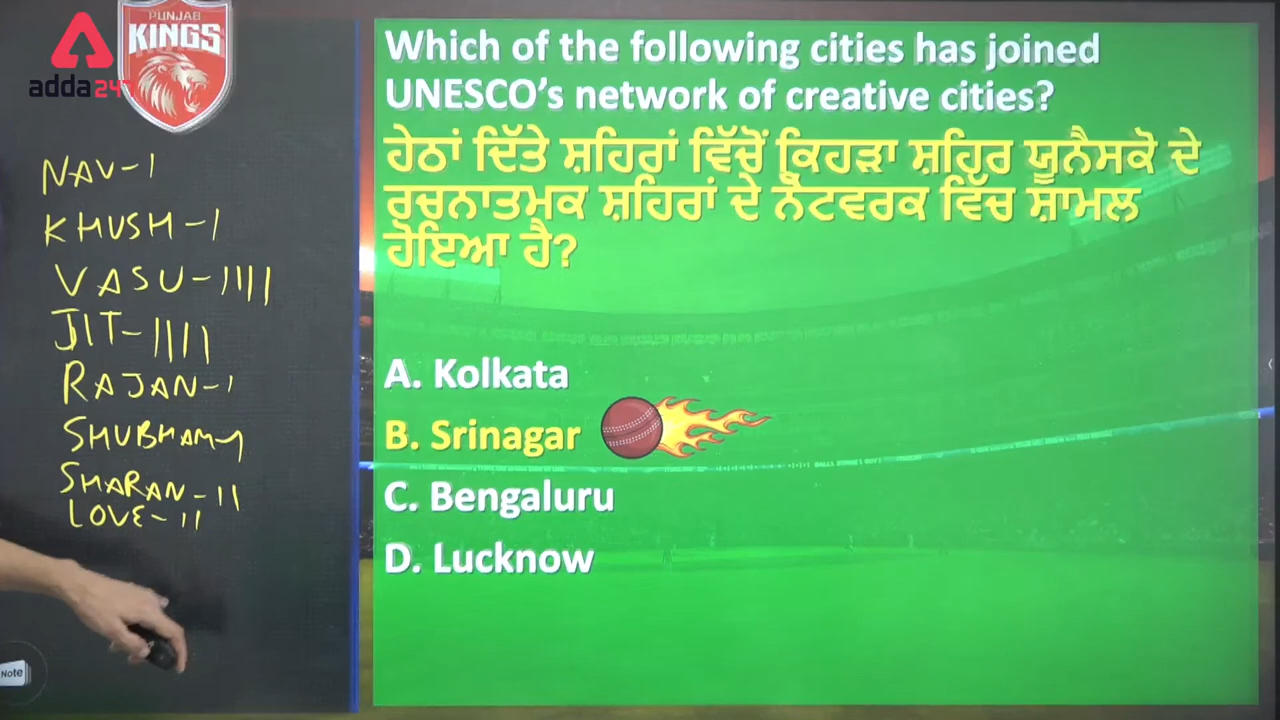 PUNJAB
KINGS
adda 247
NAV-1
KHUSH-1
VASU-||||
JIT-||||
RAJAN-1
SHUBHAM-1
SHARAN-11
LOVE-11
Note
Which of the following cities has joined
UNESCO’s network of creative cities?
ਹੇਠਾਂ ਦਿੱਤੇ ਸ਼ਹਿਰਾਂ ਵਿੱਚੋਂ ਕਿਹੜਾ ਸ਼ਹਿਰ ਯੂਨੈਸਕੋ ਦੇ
ਰਚਨਾਤਮਕ ਸ਼ਹਿਰਾਂ ਦੇ ਨੈੱਟਵਰਕ ਵਿੱਚ ਸ਼ਾਮਲ
ਹੋਇਆ ਹੈ?
A. Kolkata
B. Srinagar
C. Bengaluru
D. Lucknow